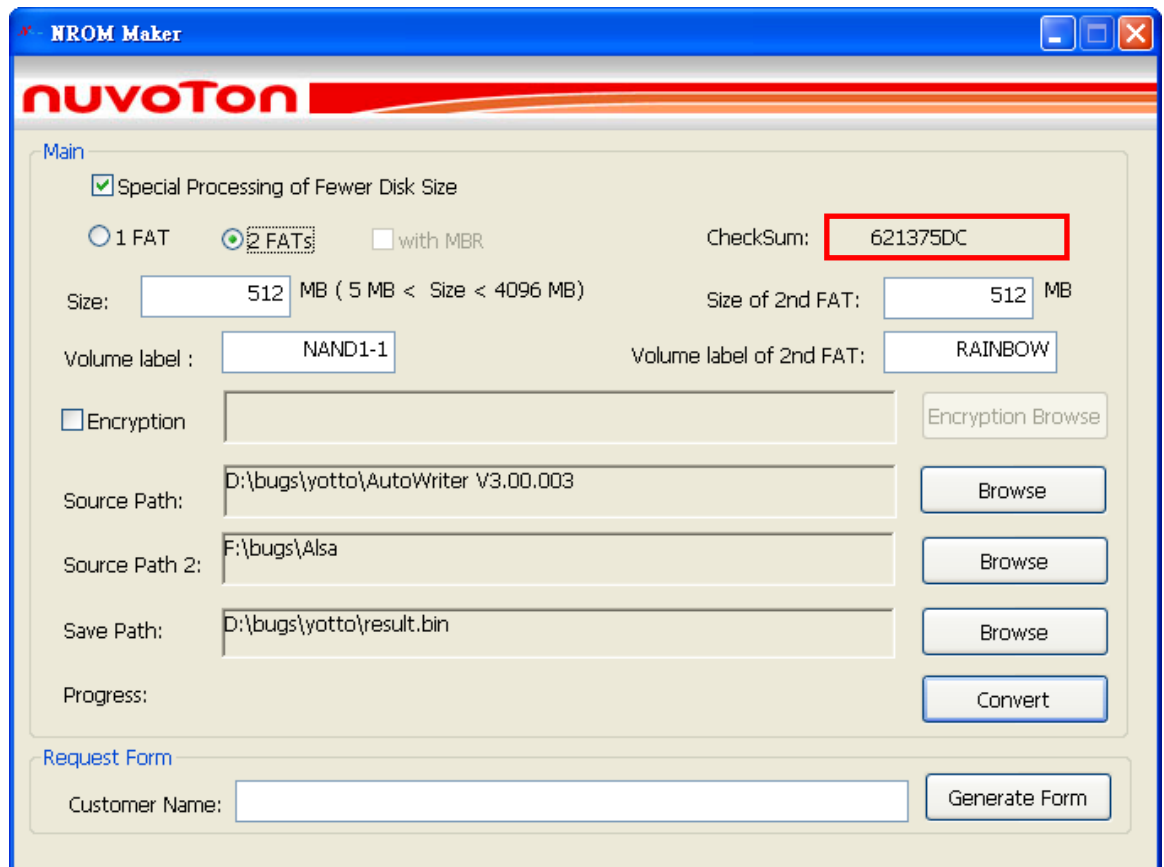 NROM Maker
nuvoTon
Main
Special Processing of Fewer Disk Size
1 FAT 2 FATs with MBR CheckSum: 621375DC
Size: 512 MB ( 5 MB < Size < 4096 MB) Size of 2nd FAT: 512 MB
Volume label : NAND1-1 Volume label of 2nd FAT: RAINBOW
Encryption Encryption Browse
Source Path: D:\bugs\yotto\AutoWriter V3.00.003 Browse
Source Path 2: F:\bugs\Alsa Browse
Save Path: D:\bugs\yotto\result.bin Browse
Progress: Convert
Request Form
Customer Name: Generate Form